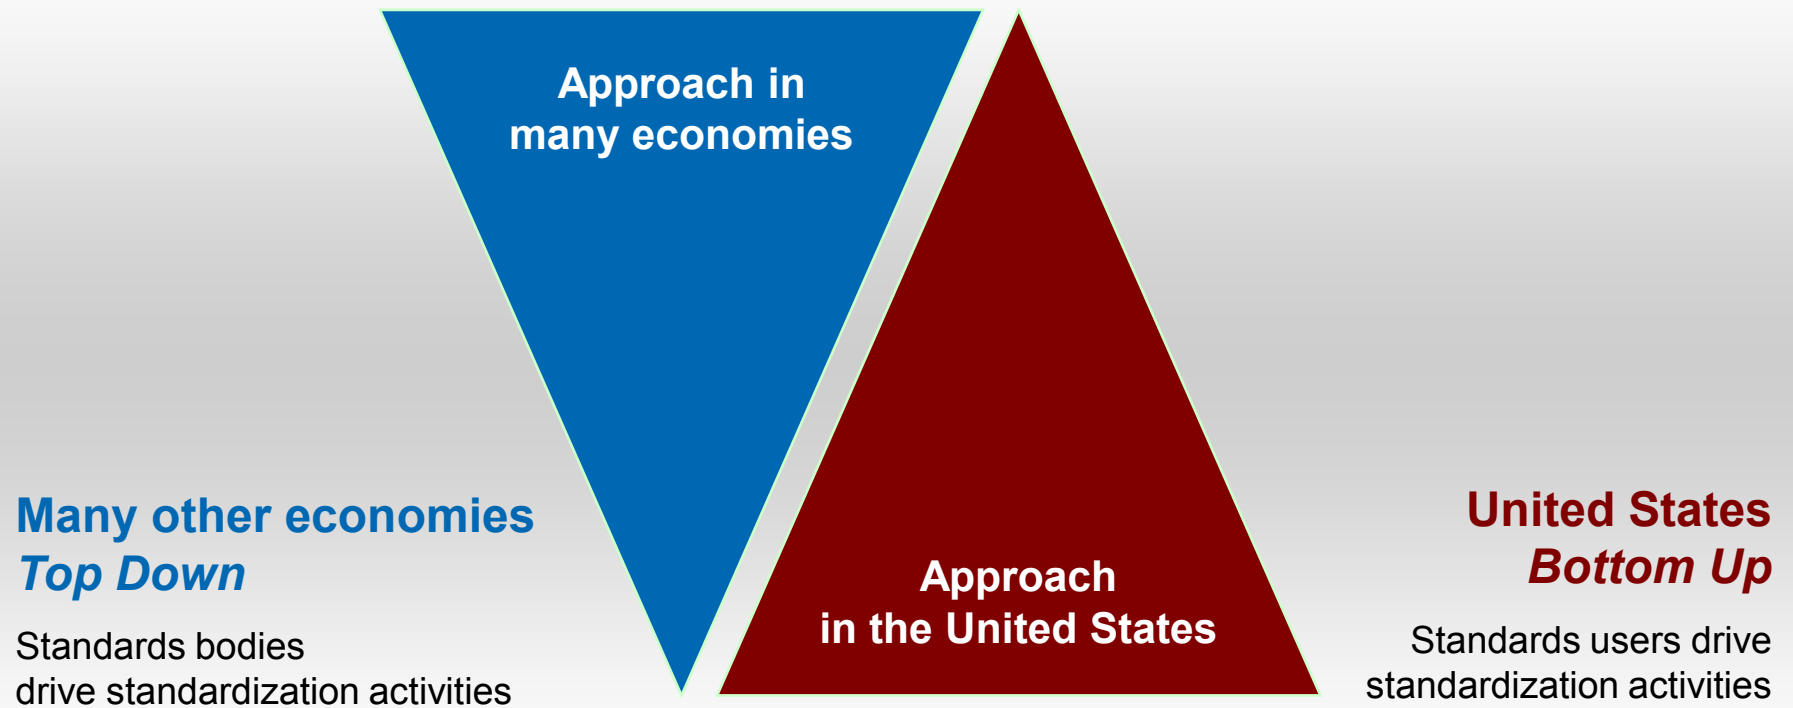 Approach in
many economies
Many other economies
Top Down
Standards bodies
drive standardization activities
Approach
in the United States
United States
Bottom Up
Standards users drive
standardization activities